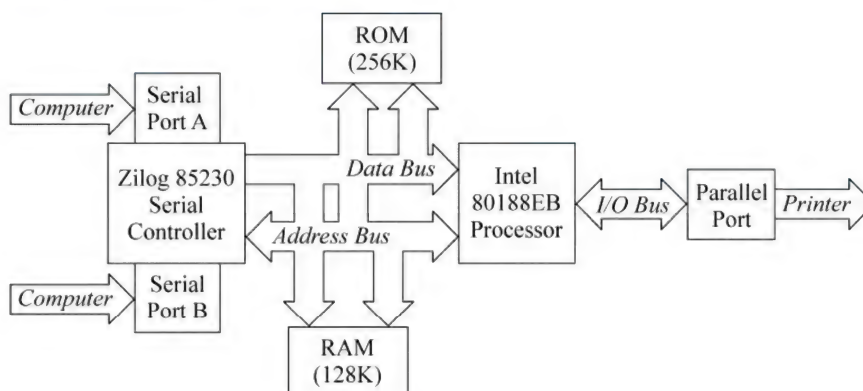 ROM
(256K)
Computer
Serial
Port A
Zilog 85230
Serial
Controller
Data Bus
Address Bus
Intel
80188EB
Processor
I/O Bus
Parallel
Port
Printer
Computer
Serial
Port B
RAM
(128K)